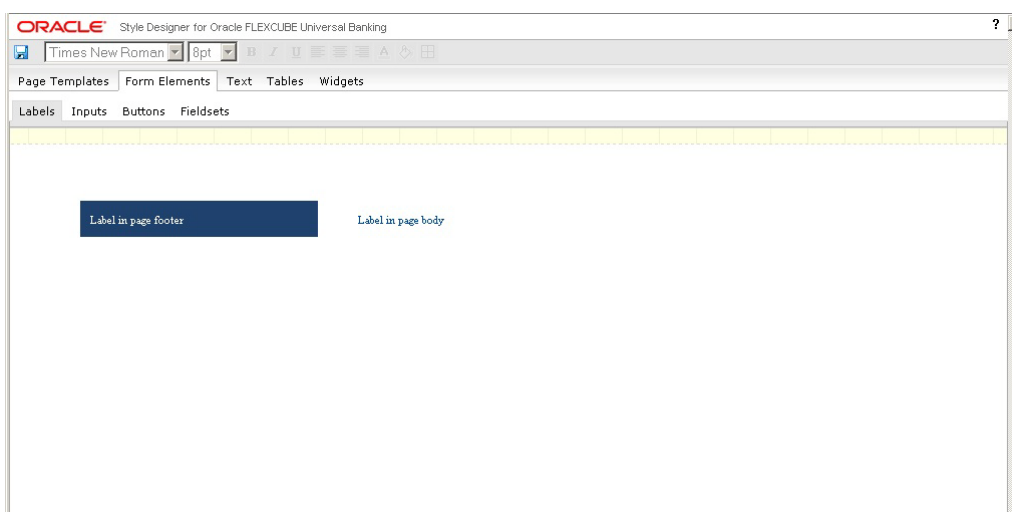 ORACLE® Style Designer for Oracle FLEXCUBE Universal Banking ?
Times New Roman 8pt B I U A
Page Templates Form Elements Text Tables Widgets
Labels Inputs Buttons Fieldsets
Label in page footer Label in page body